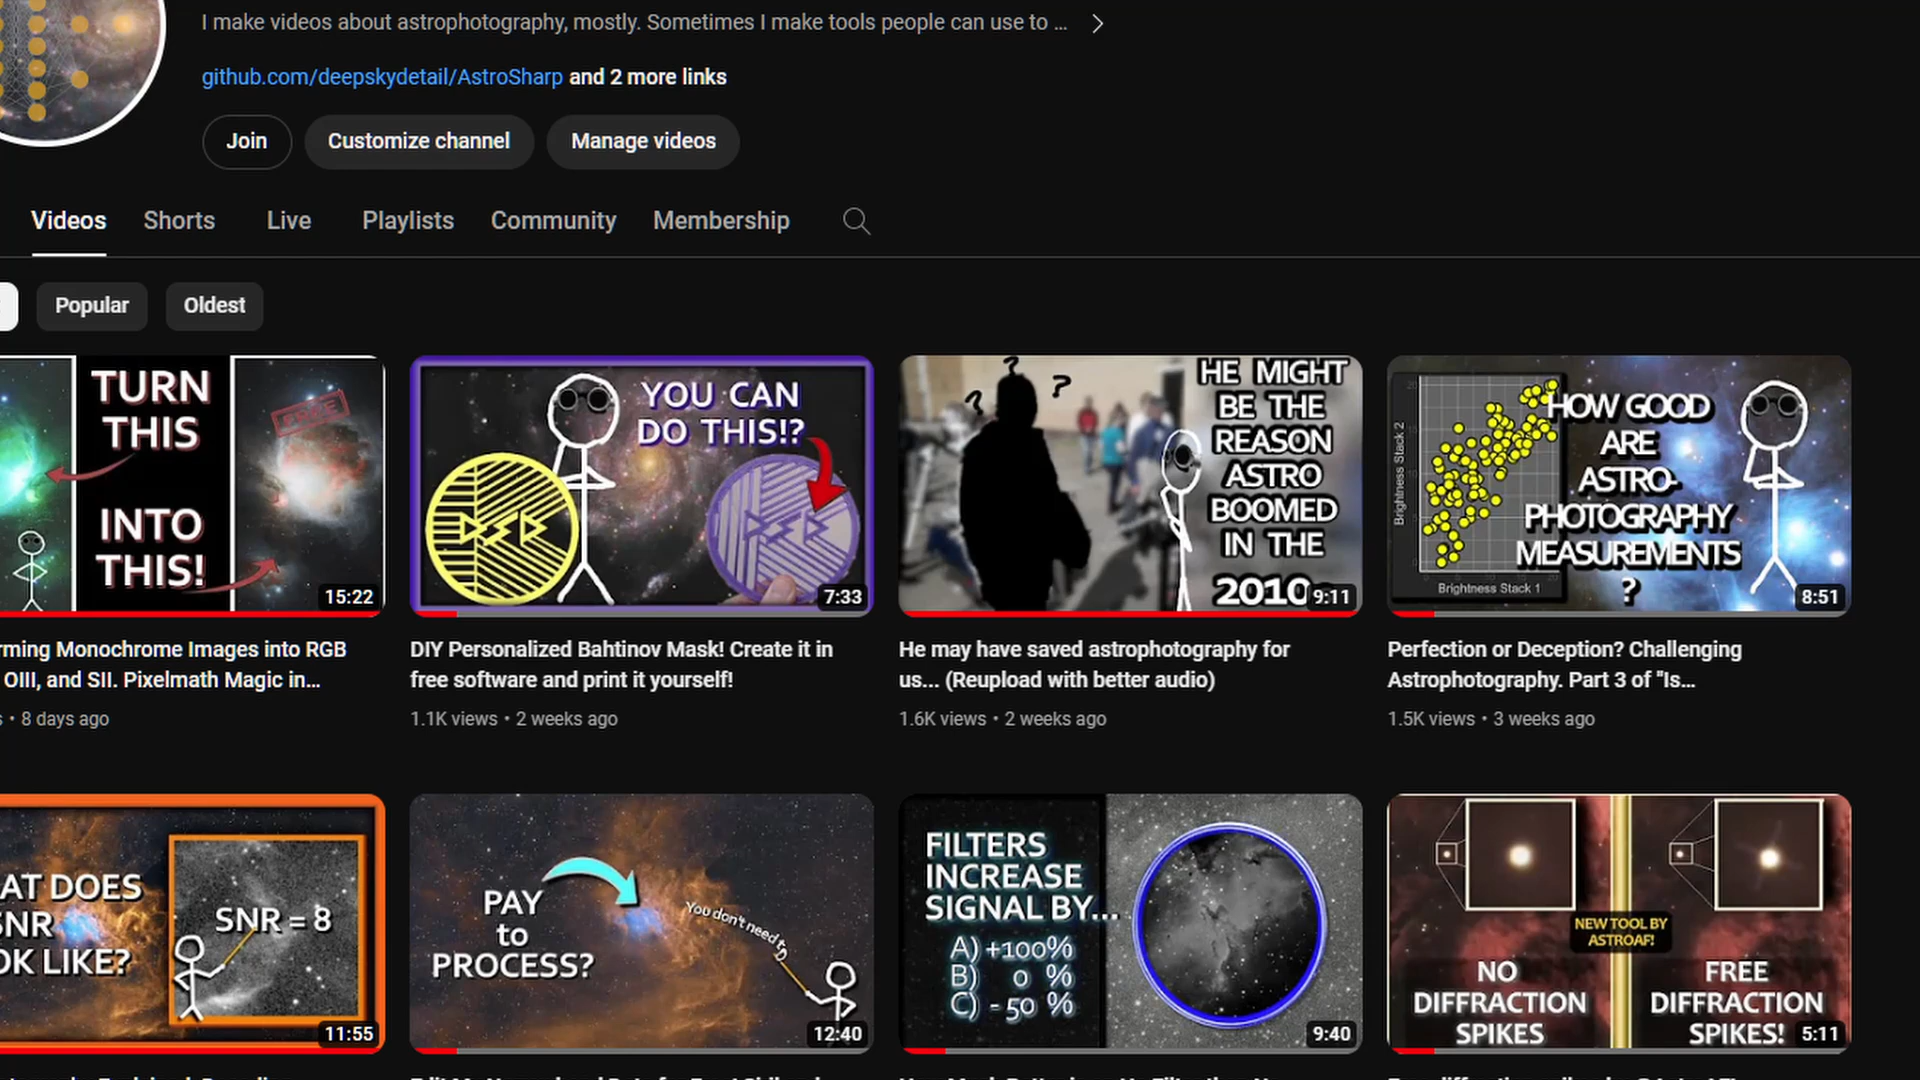 I make videos about astrophotography, mostly. Sometimes I make tools people can use to ...
github.com/deepskydetail/AstroSharp and 2 more links
Join
Customize channel
Manage videos
Videos
Shorts
Live
Playlists
Community
Membership
Popular
Oldest
TURN
THIS
INTO
THIS!
FREE
15:22
YOU CAN
DO THIS!?
7:33
HE MIGHT
BE THE
REASON
ASTRO
BOOMED
IN THE
2010
9:11
Brightness Stack 2
Brightness Stack 1
HOW GOOD
ARE
ASTRO-
PHOTOGRAPHY
MEASUREMENTS
?
8:51
rming Monochrome Images into RGB
OIII, and SII. Pixelmath Magic in...
8 days ago
DIY Personalized Bahtinov Mask! Create it in
free software and print it yourself!
1.1K views • 2 weeks ago
He may have saved astrophotography for
us... (Reupload with better audio)
1.6K views • 2 weeks ago
Perfection or Deception? Challenging
Astrophotography. Part 3 of "Is...
1.5K views • 3 weeks ago
AT DOES
SNR
OK LIKE?
SNR = 8
11:55
PAY
to
PROCESS?
You don't need to
12:40
FILTERS
INCREASE
SIGNAL BY...
A) +100%
B) 0 %
C) - 50 %
9:40
NEW TOOL BY
ASTROAF!
NO
DIFFRACTION
SPIKES
FREE
DIFFRACTION
SPIKES!
5:11